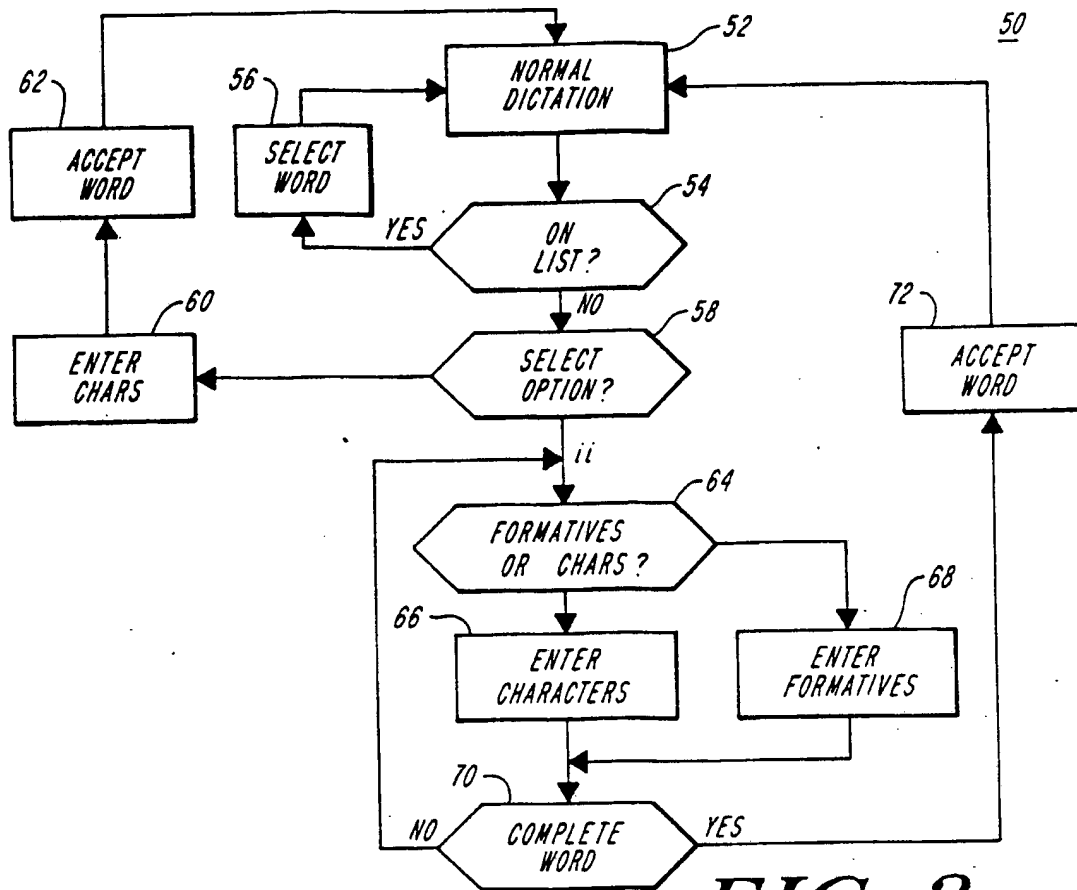 50
52
NORMAL
DICTATION
62
ACCEPT
WORD
56
SELECT
WORD
54
YES
ON
LIST?
NO
60
ENTER
CHARS
58
SELECT
OPTION?
72
ACCEPT
WORD
ii
64
FORMATIVES
OR CHARS?
66
ENTER
CHARACTERS
68
ENTER
FORMATIVES
70
NO
COMPLETE
WORD
YES